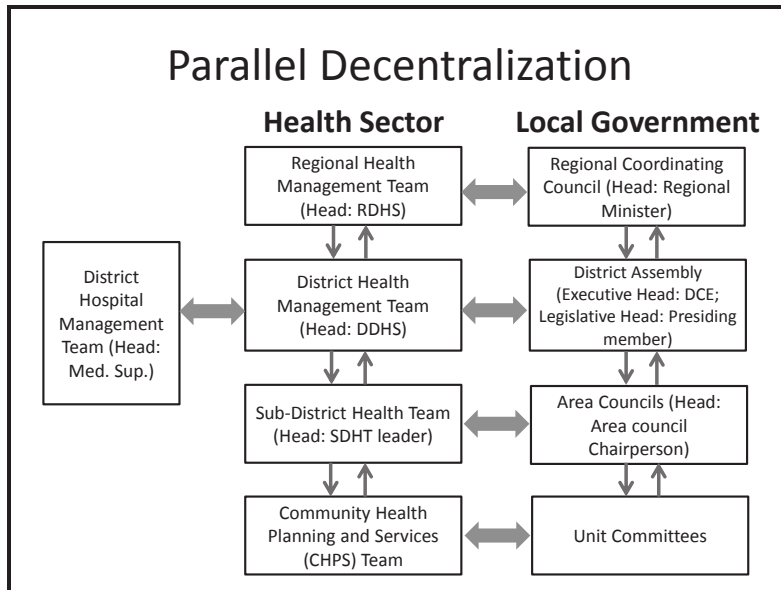 Parallel Decentralization
Health Sector
Local Government
Regional Health
Management Team
(Head: RDHS)
Regional Coordinating
Council (Head: Regional
Minister)
District
Hospital
Management
Team (Head:
Med. Sup.)
District Health
Management Team
(Head: DDHS)
District Assembly
(Executive Head: DCE;
Legislative Head: Presiding
member)
Sub-District Health Team
(Head: SDHT leader)
Area Councils (Head:
Area council
Chairperson)
Community Health
Planning and Services
(CHPS) Team
Unit Committees